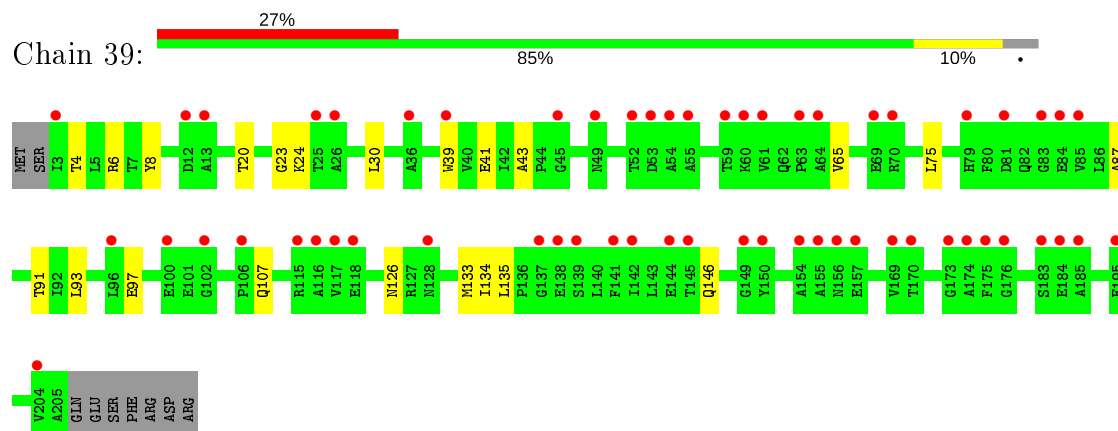 27%
Chain 39:
85% 10% •
MET SER I3 T4 L5 R6 T7 Y8 D12 A13 T20 G23 K24 T25 A26 L30 A36 W39 V40 E41 I42 A43 P44 G45 N49 T52 D53 A54 A55 T59 K60 V61 Q62 P63 A64 V65 E69 R70 L75 H79 F80 D81 Q82 G83 E84 V85 L86 A87
T91 I92 L93 L96 E97 E100 E101 G102 P106 Q107 R115 A116 V117 E118 N126 R127 N128 M133 I134 L135 P136 G137 E138 S139 L140 F141 I142 L143 E144 T145 Q146 G149 Y150 A154 A155 N156 E157 V169 T170 G173 A174 F175 G176 S183 E184 A185
V204 A205 GLN GLU SER PHE ARG ASP ARG